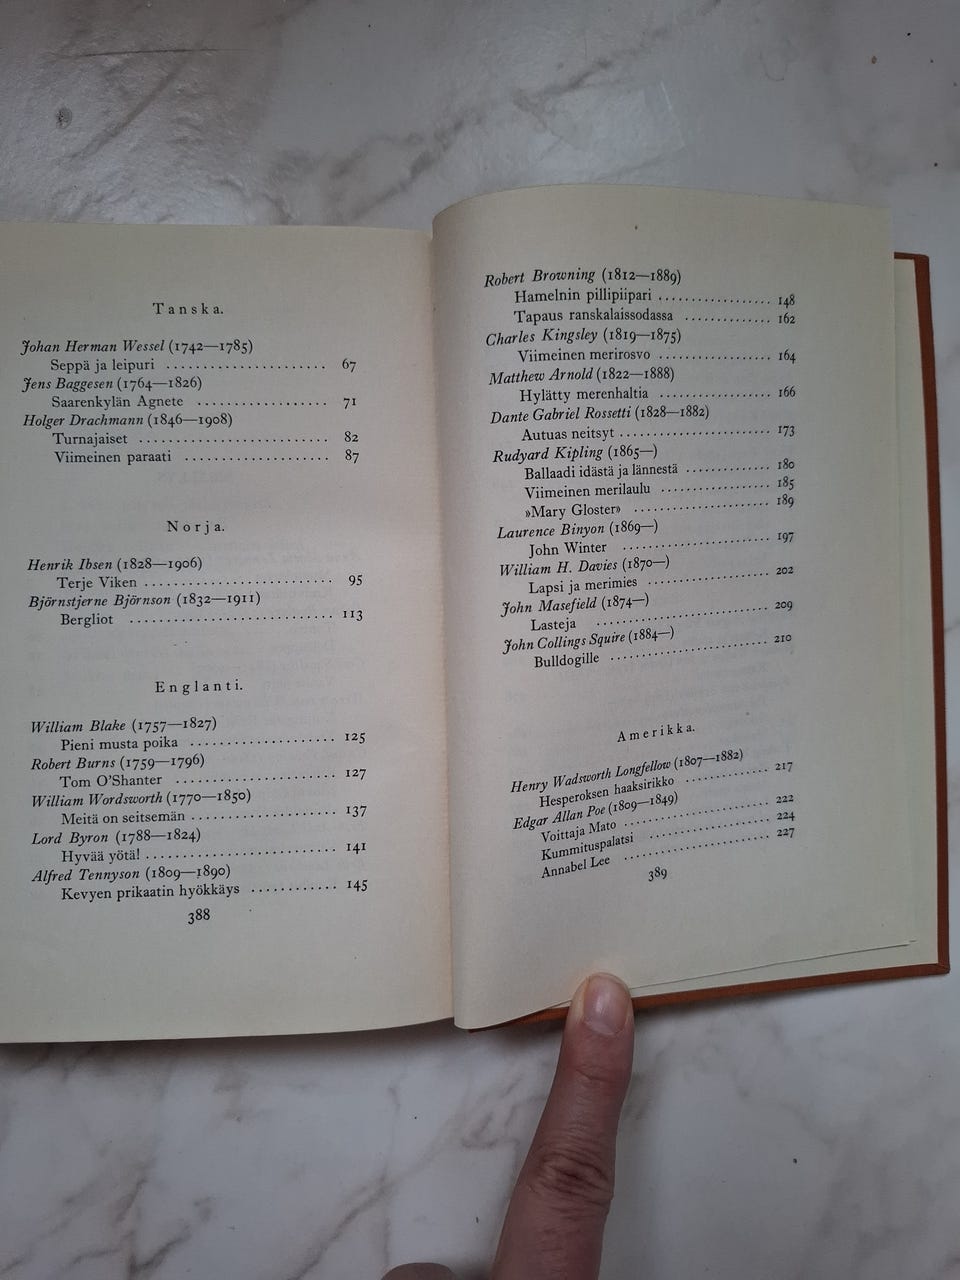 Tanska.
Johan Herman Wessel (1742—1785)
Seppä ja leipuri ....................... 67
Jens Baggesen (1764—1826)
Saarenkylän Agnete ................... 71
Holger Drachmann (1846—1908)
Turnajaiset ........................... 82
Viimeinen paraati ..................... 87
Norja.
Henrik Ibsen (1828—1906)
Terje Viken ........................... 95
Björnstjerne Björnson (1832—1911)
Bergliot ............................ 113
Englanti.
William Blake (1757—1827)
Pieni musta poika .................... 125
Robert Burns (1759—1796)
Tom O'Shanter ...................... 127
William Wordsworth (1770—1850)
Meitä on seitsemän .................... 137
Lord Byron (1788—1824)
Hyvää yötä! .......................... 141
Alfred Tennyson (1809—1890)
Kevyen prikaatin hyökkäys ............ 145
388
Robert Browning (1812—1889)
Hamelnin pillipiipari ................. 148
Tapaus ranskalaissodassa ............. 162
Charles Kingsley (1819—1875)
Viimeinen merirosvo ................. 164
Matthew Arnold (1822—1888)
Hylätty merenhaltia ................. 166
Dante Gabriel Rossetti (1828—1882)
Autuas neitsyt ...................... 173
Rudyard Kipling (1865—)
Ballaadi idästä ja lännestä ............. 180
Viimeinen merilaulu ................. 185
»Mary Gloster» ..................... 189
Laurence Binyon (1869—)
John Winter ....................... 197
William H. Davies (1870—)
Lapsi ja merimies ................... 202
John Masefield (1874—)
Lasteja .......................... 209
John Collings Squire (1884—)
Bulldogille ........................ 210
Amerikka.
Henry Wadsworth Longfellow (1807—1882)
Hesperoksen haaksirikko ............. 217
Edgar Allan Poe (1809—1849)
Voittaja Mato ...................... 222
Kummituspalatsi .................... 224
Annabel Lee ....................... 227
389